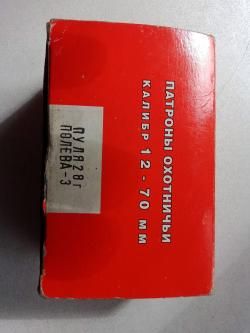 ПАТРОНЫ ОХОТНИЧЬИ
КАЛИБР 12 - 70 мм
ПУЛЯ 28 г
ПОЛЕВА-3